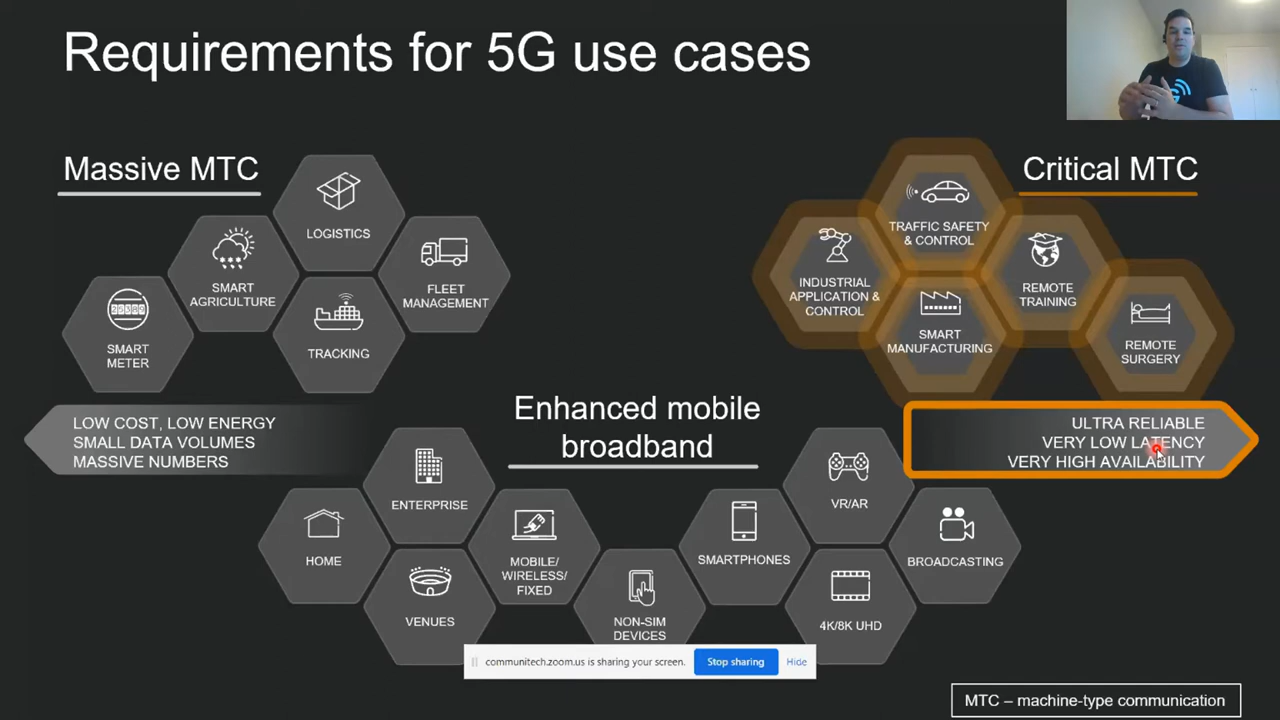 Requirements for 5G use cases
Massive MTC
LOGISTICS
SMART
AGRICULTURE
FLEET
MANAGEMENT
SMART
METER
TRACKING
LOW COST, LOW ENERGY
SMALL DATA VOLUMES
MASSIVE NUMBERS
Critical MTC
TRAFFIC SAFETY
& CONTROL
INDUSTRIAL
APPLICATION &
CONTROL
REMOTE
TRAINING
SMART
MANUFACTURING
REMOTE
SURGERY
ULTRA RELIABLE
VERY LOW LATENCY
VERY HIGH AVAILABILITY
Enhanced mobile
broadband
ENTERPRISE
HOME
MOBILE/
WIRELESS/
FIXED
VENUES
NON-SIM
DEVICES
SMARTPHONES
VR/AR
BROADCASTING
4K/8K UHD
communitech.zoom.us is sharing your screen.
Stop sharing
Hide
MTC – machine-type communication